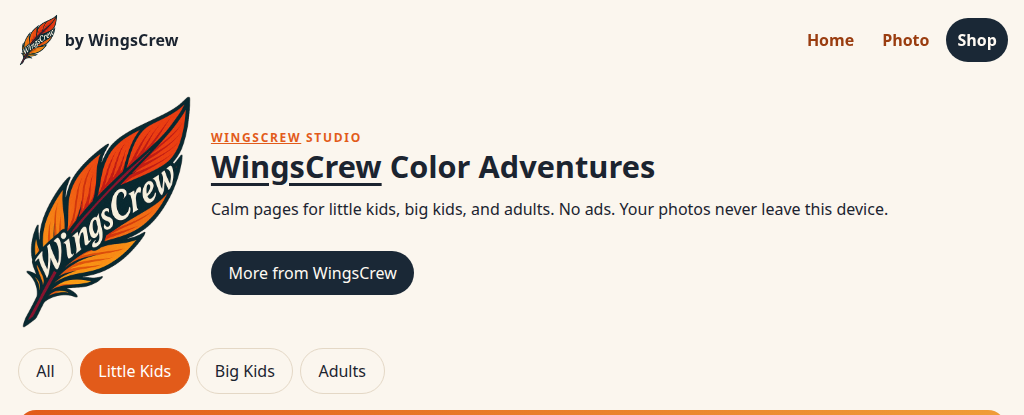 WingsCrew
by WingsCrew
Home
Photo
Shop
WingsCrew
WINGSCREW STUDIO
WingsCrew Color Adventures
Calm pages for little kids, big kids, and adults. No ads. Your photos never leave this device.
More from WingsCrew
All
Little Kids
Big Kids
Adults